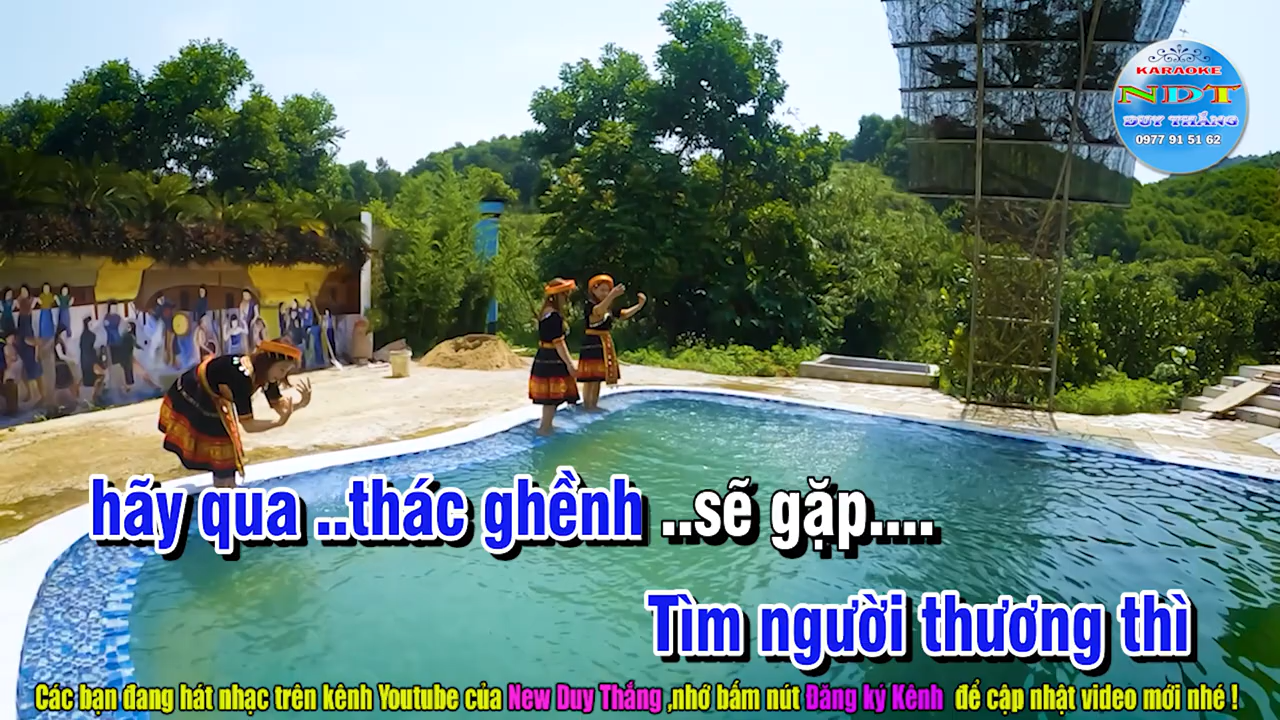 KARAOKE
NDT
DUY THẮNG
0977 91 51 62
hãy qua ..thác ghềnh ..sẽ gặp....
Tìm người thương thì
Các bạn đang hát nhạc trên kênh Youtube của New Duy Thắng ,nhớ bấm nút Đăng ký Kênh để cập nhật video mới nhé !